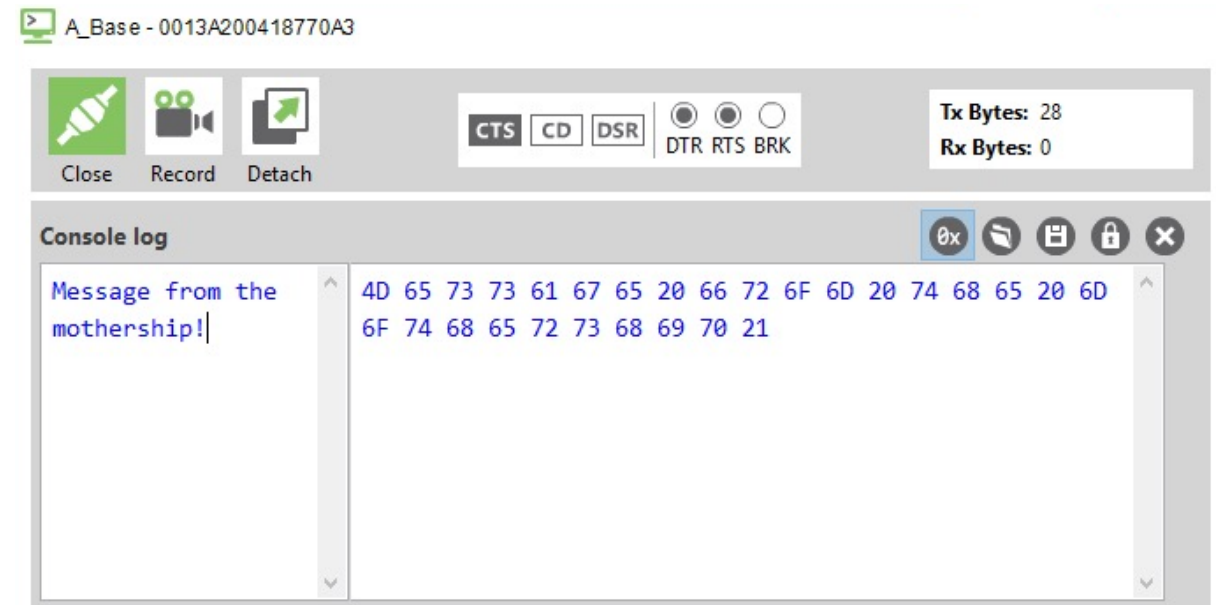 A_Base - 0013A200418770A3
Close Record Detach
CTS CD DSR DTR RTS BRK
Tx Bytes: 28
Rx Bytes: 0
Console log
0x
Message from the
mothership!
4D 65 73 73 61 67 65 20 66 72 6F 6D 20 74 68 65 20 6D
6F 74 68 65 72 73 68 69 70 21